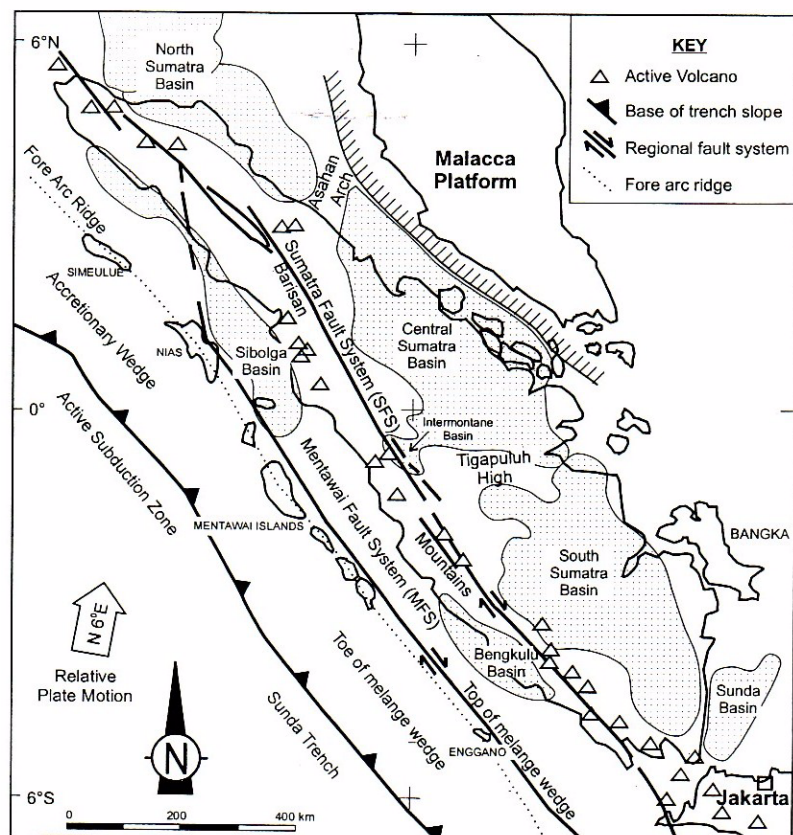 6°N
North
Sumatra
Basin
KEY
Active Volcano
Base of trench slope
Regional fault system
Fore arc ridge
Malacca
Platform
Asahan
Arch
Fore Arc Ridge
SIMEULUE
Accretionary Wedge
NIAS
Sibolga
Basin
Barisan
Sumatra Fault System (SFS)
Central
Sumatra
Basin
0°
Active Subduction Zone
Intermontane
Basin
Tigapuluh
High
MENTAWAI ISLANDS
Mentawai Fault System (MFS)
Mountains
BANGKA
South
Sumatra
Basin
N 6°E
Relative
Plate Motion
Bengkulu
Basin
Sunda
Basin
Toe of melange wedge
Top of melange wedge
Sunda Trench
ENGGANO
N
6°S
0 200 400 km
Jakarta